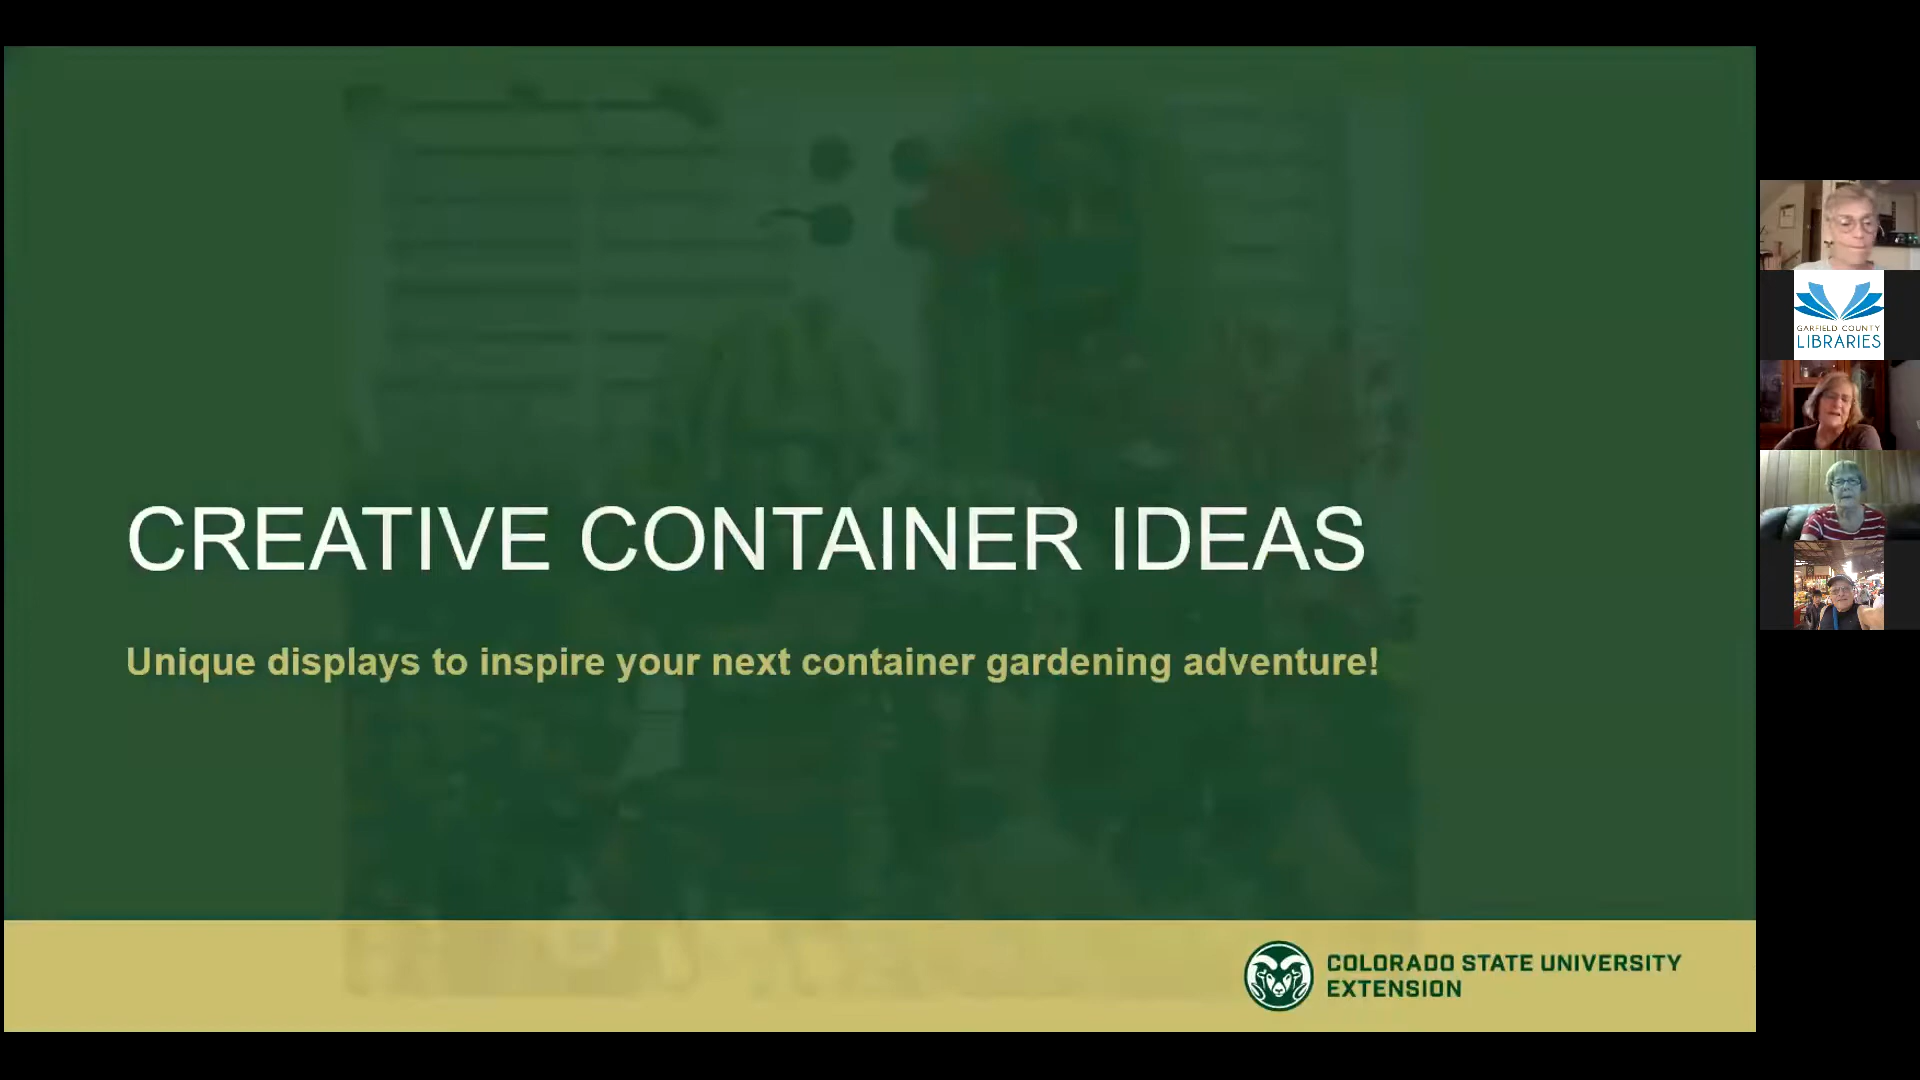 CREATIVE CONTAINER IDEAS
Unique displays to inspire your next container gardening adventure!
COLORADO STATE UNIVERSITY
EXTENSION
GARFIELD COUNTY
LIBRARIES